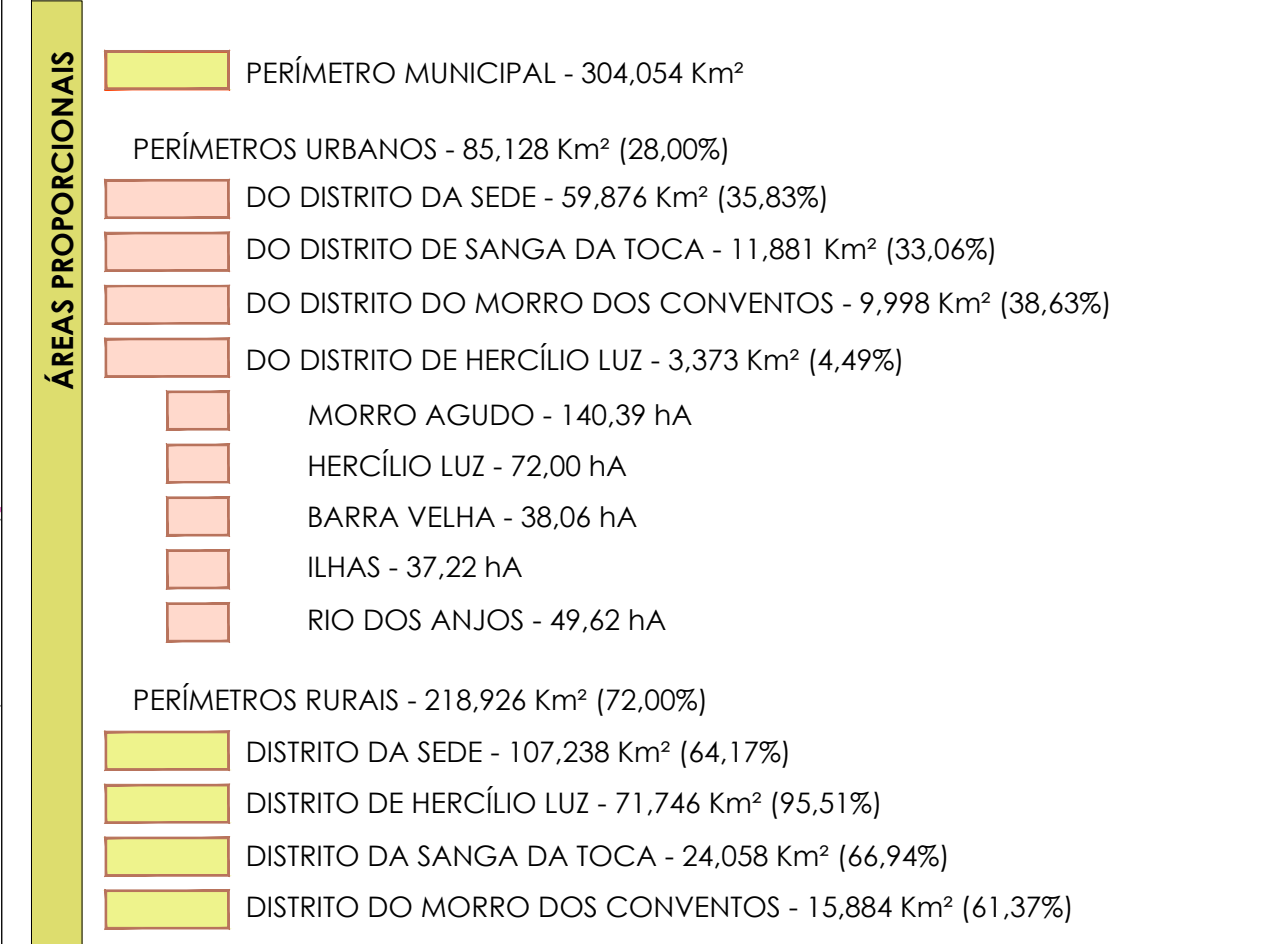 ÁREAS PROPORCIONAIS
PERÍMETRO MUNICIPAL - 304,054 Km²
PERÍMETROS URBANOS - 85,128 Km² (28,00%)
DO DISTRITO DA SEDE - 59,876 Km² (35,83%)
DO DISTRITO DE SANGA DA TOCA - 11,881 Km² (33,06%)
DO DISTRITO DO MORRO DOS CONVENTOS - 9,998 Km² (38,63%)
DO DISTRITO DE HERCÍLIO LUZ - 3,373 Km² (4,49%)
MORRO AGUDO - 140,39 hA
HERCÍLIO LUZ - 72,00 hA
BARRA VELHA - 38,06 hA
ILHAS - 37,22 hA
RIO DOS ANJOS - 49,62 hA
PERÍMETROS RURAIS - 218,926 Km² (72,00%)
DISTRITO DA SEDE - 107,238 Km² (64,17%)
DISTRITO DE HERCÍLIO LUZ - 71,746 Km² (95,51%)
DISTRITO DA SANGA DA TOCA - 24,058 Km² (66,94%)
DISTRITO DO MORRO DOS CONVENTOS - 15,884 Km² (61,37%)